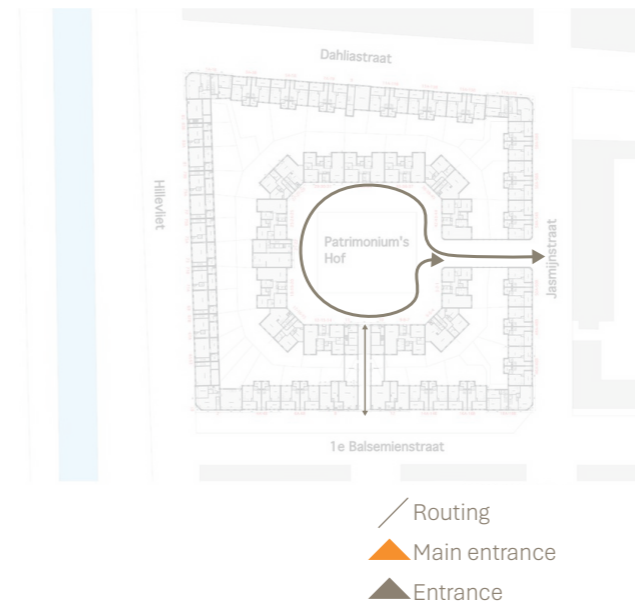 Dahliastraat
Hillevliet
Patrimonium's
Hof
Jasmijnstraat
1e Balsemienstraat
Routing
Main entrance
Entrance